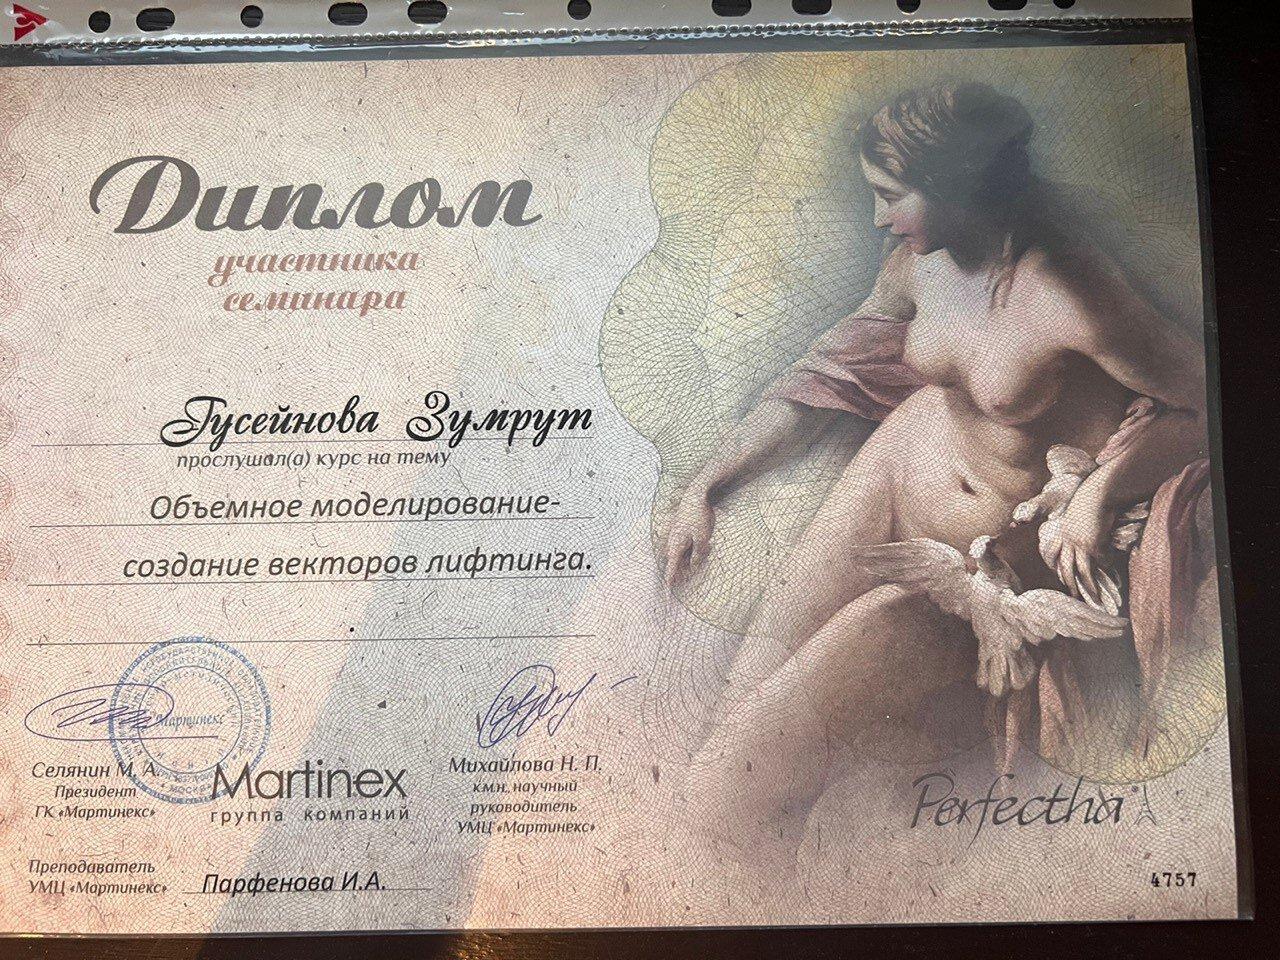 Диплом
участника
семинара
Гусейнова Зумрут
прослушал(а) курс на тему
Объемное моделирование-
создание векторов лифтинга.
Мартинекс
Селянин М. А.
Президент
ГК «Мартинекс»
Martinex
группа компаний
Михайлова Н. П.
к.м.н., научный
руководитель
УМЦ «Мартинекс»
Преподаватель
УМЦ «Мартинекс»
Парфенова И.А.
Perfectha
4757